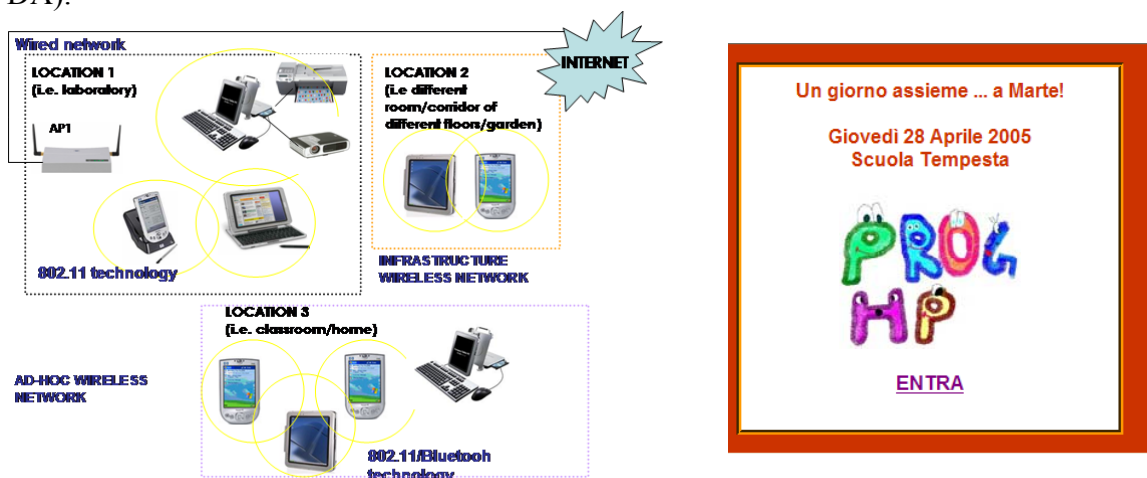 DA).
Wired network
INTERNET
LOCATION 1
(i.e. laboratory)
AP1
802.11 technology
LOCATION 2
(i.e different
room/corridor of
different floors/garden)
INFRASTRUCTURE
WIRELESS NETWORK
LOCATION 3
(i.e. classroom/home)
AD-HOC WIRELESS
NETWORK
802.11/Bluetooh
technology
Un giorno assieme ... a Marte!
Giovedì 28 Aprile 2005
Scuola Tempesta
PROG
HP
ENTRA